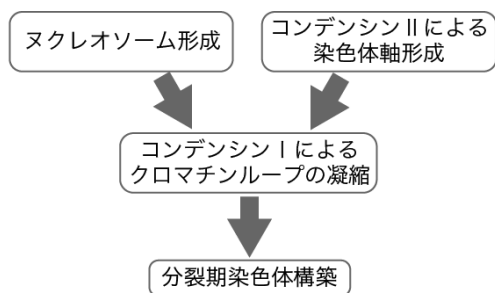 ヌクレオソーム形成
コンデンシンⅡによる
染色体軸形成
コンデンシンⅠによる
クロマチンループの凝縮
分裂期染色体構築